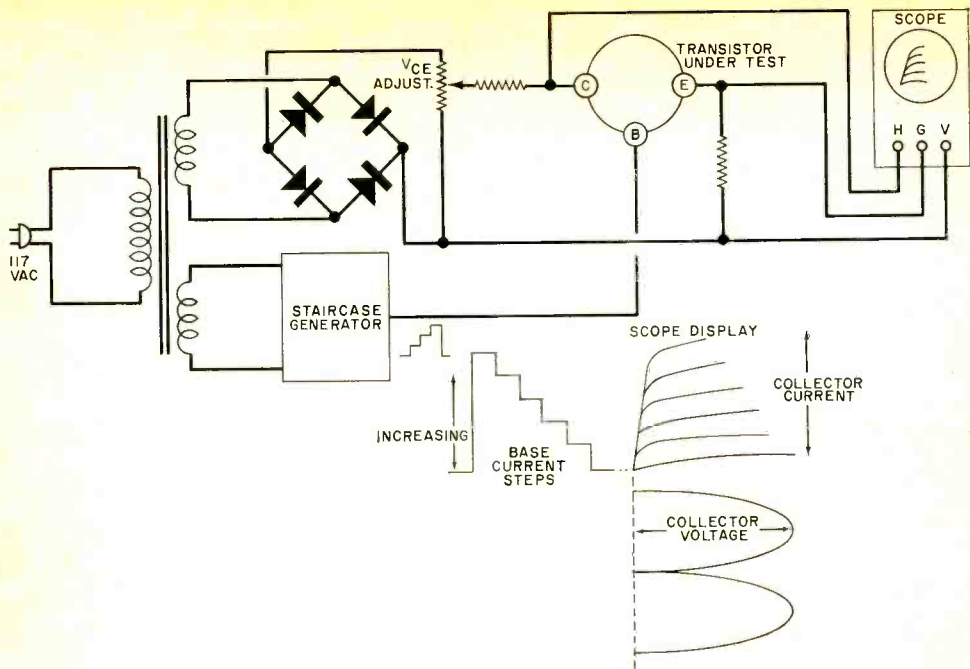 SCOPE
TRANSISTOR
UNDER TEST
VCE
ADJUST.
C
E
B
H G V
117
VAC
STAIRCASE
GENERATOR
SCOPE DISPLAY
COLLECTOR
CURRENT
INCREASING
BASE
CURRENT
STEPS
COLLECTOR
VOLTAGE